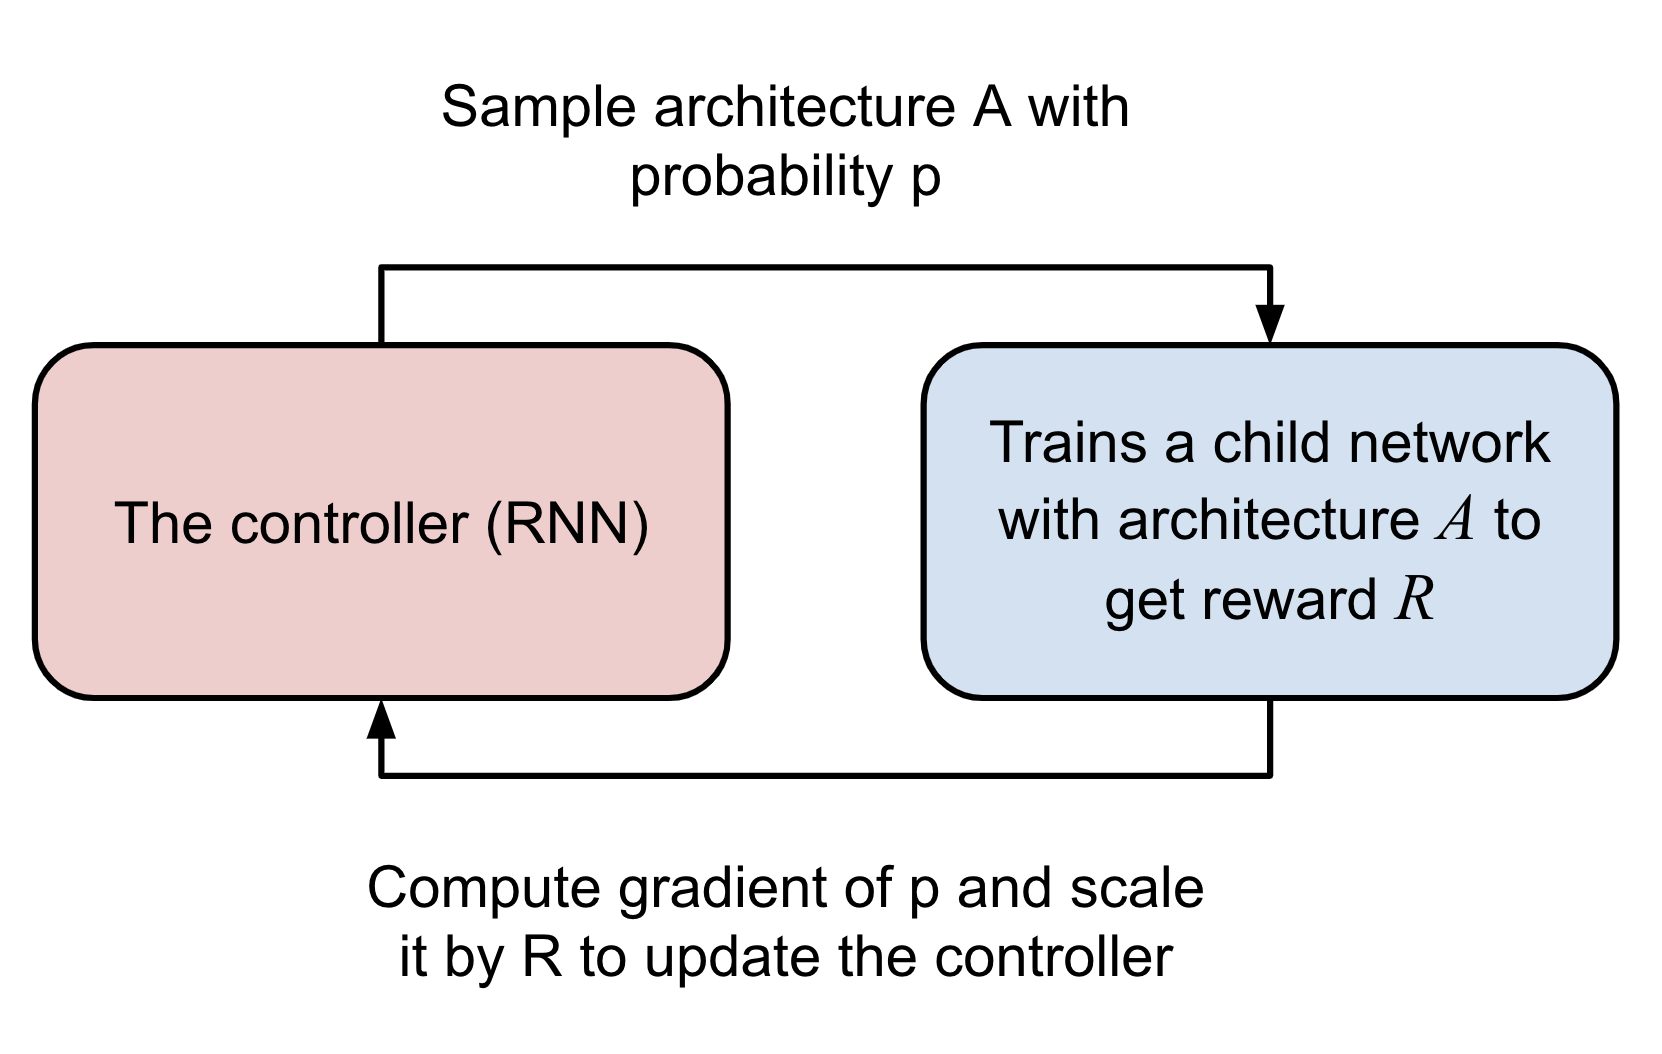 Sample architecture A with
probability p
The controller (RNN)
Trains a child network
with architecture A to
get reward R
Compute gradient of p and scale
it by R to update the controller